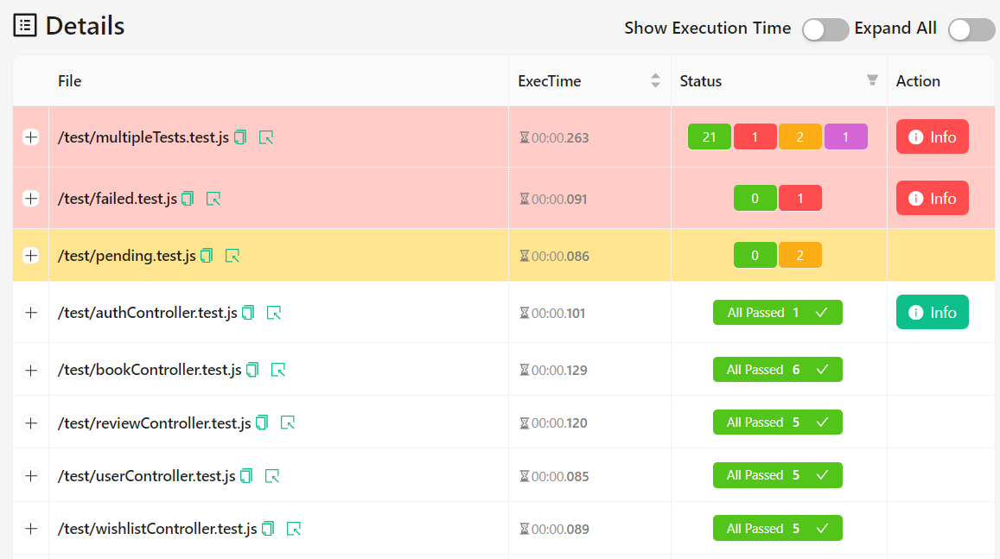 Details
Show Execution Time Expand All
File ExecTime Status Action
/test/multipleTests.test.js 00:00.263 21 1 2 1 Info
/test/failed.test.js 00:00.091 0 1 Info
/test/pending.test.js 00:00.086 0 2
/test/authController.test.js 00:00.101 All Passed 1 Info
/test/bookController.test.js 00:00.129 All Passed 6
/test/reviewController.test.js 00:00.120 All Passed 5
/test/userController.test.js 00:00.085 All Passed 5
/test/wishlistController.test.js 00:00.089 All Passed 5